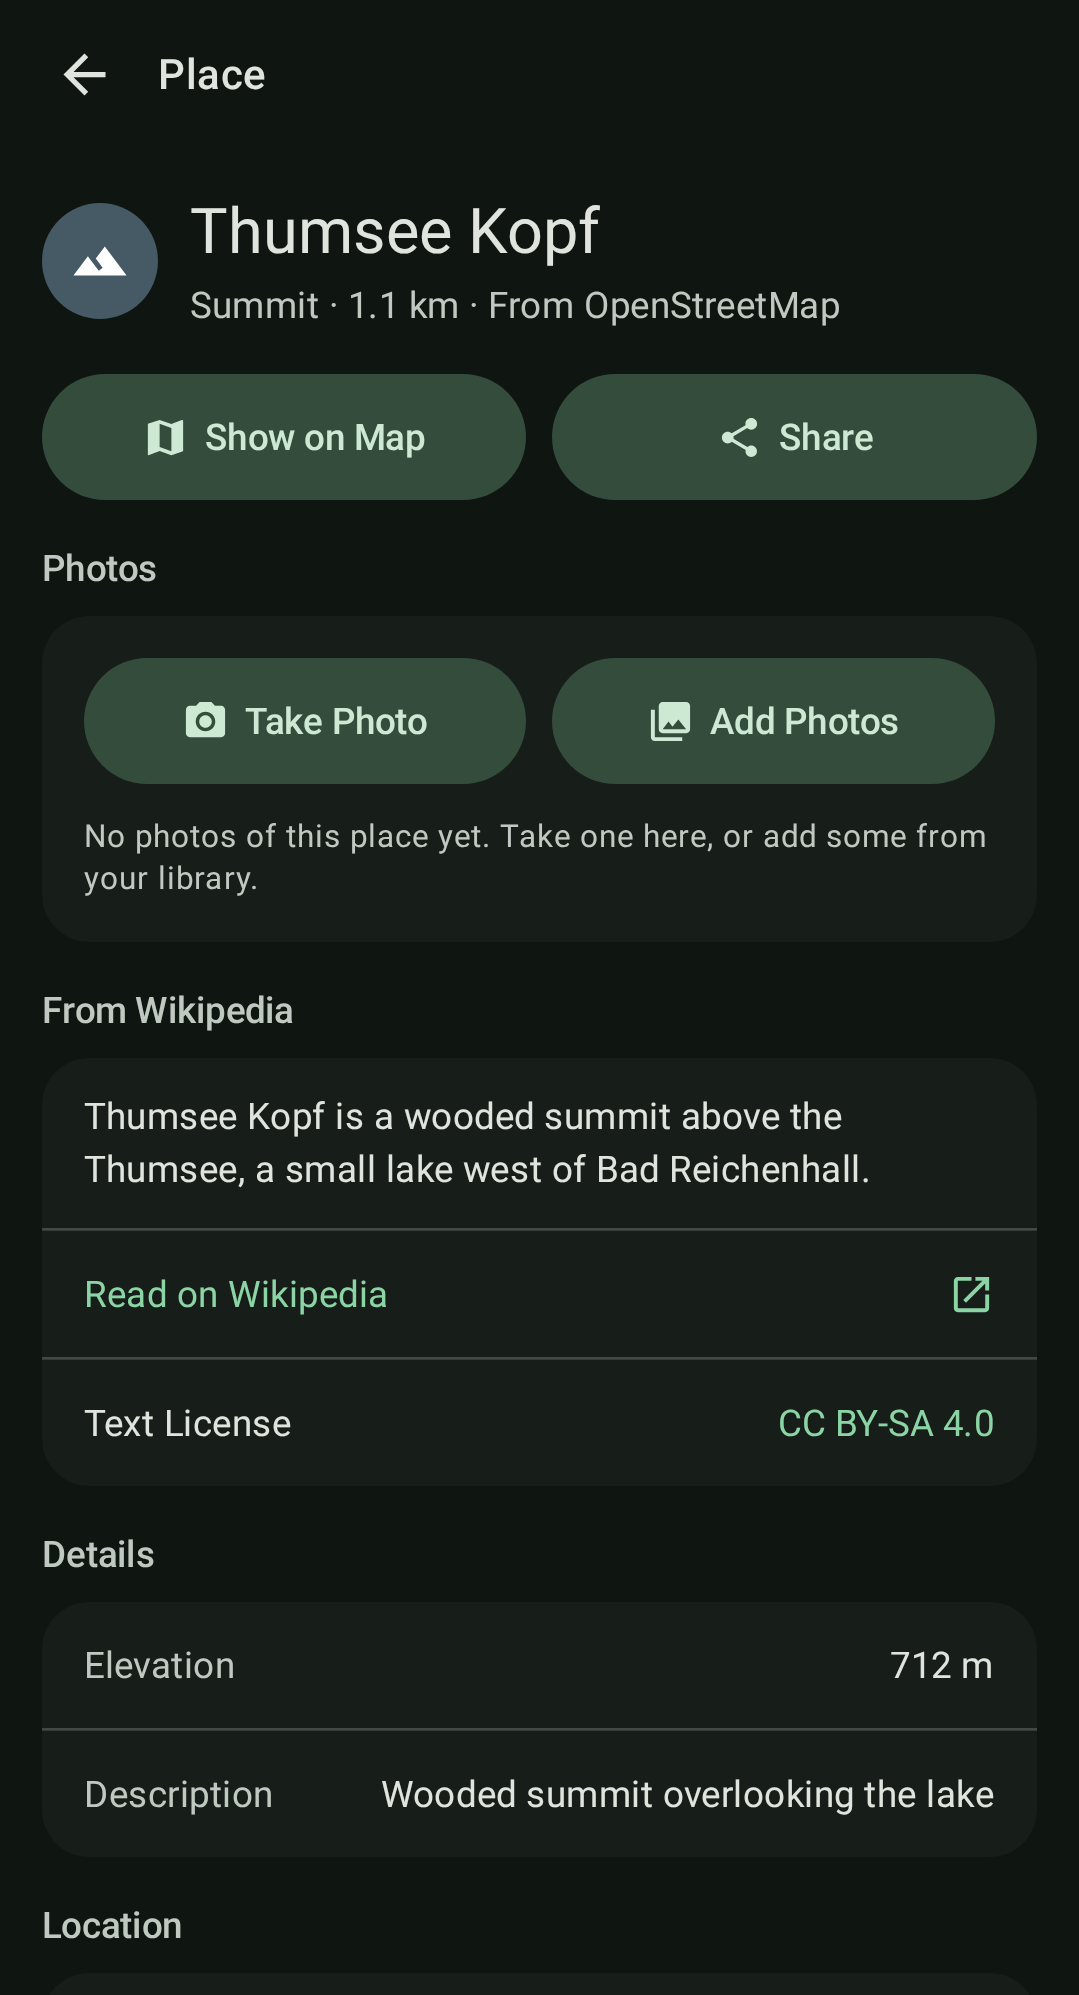 Place
Thumsee Kopf
Summit · 1.1 km · From OpenStreetMap
Show on Map
Share
Photos
Take Photo
Add Photos
No photos of this place yet. Take one here, or add some from
your library.
From Wikipedia
Thumsee Kopf is a wooded summit above the
Thumsee, a small lake west of Bad Reichenhall.
Read on Wikipedia
Text License CC BY-SA 4.0
Details
Elevation 712 m
Description Wooded summit overlooking the lake
Location